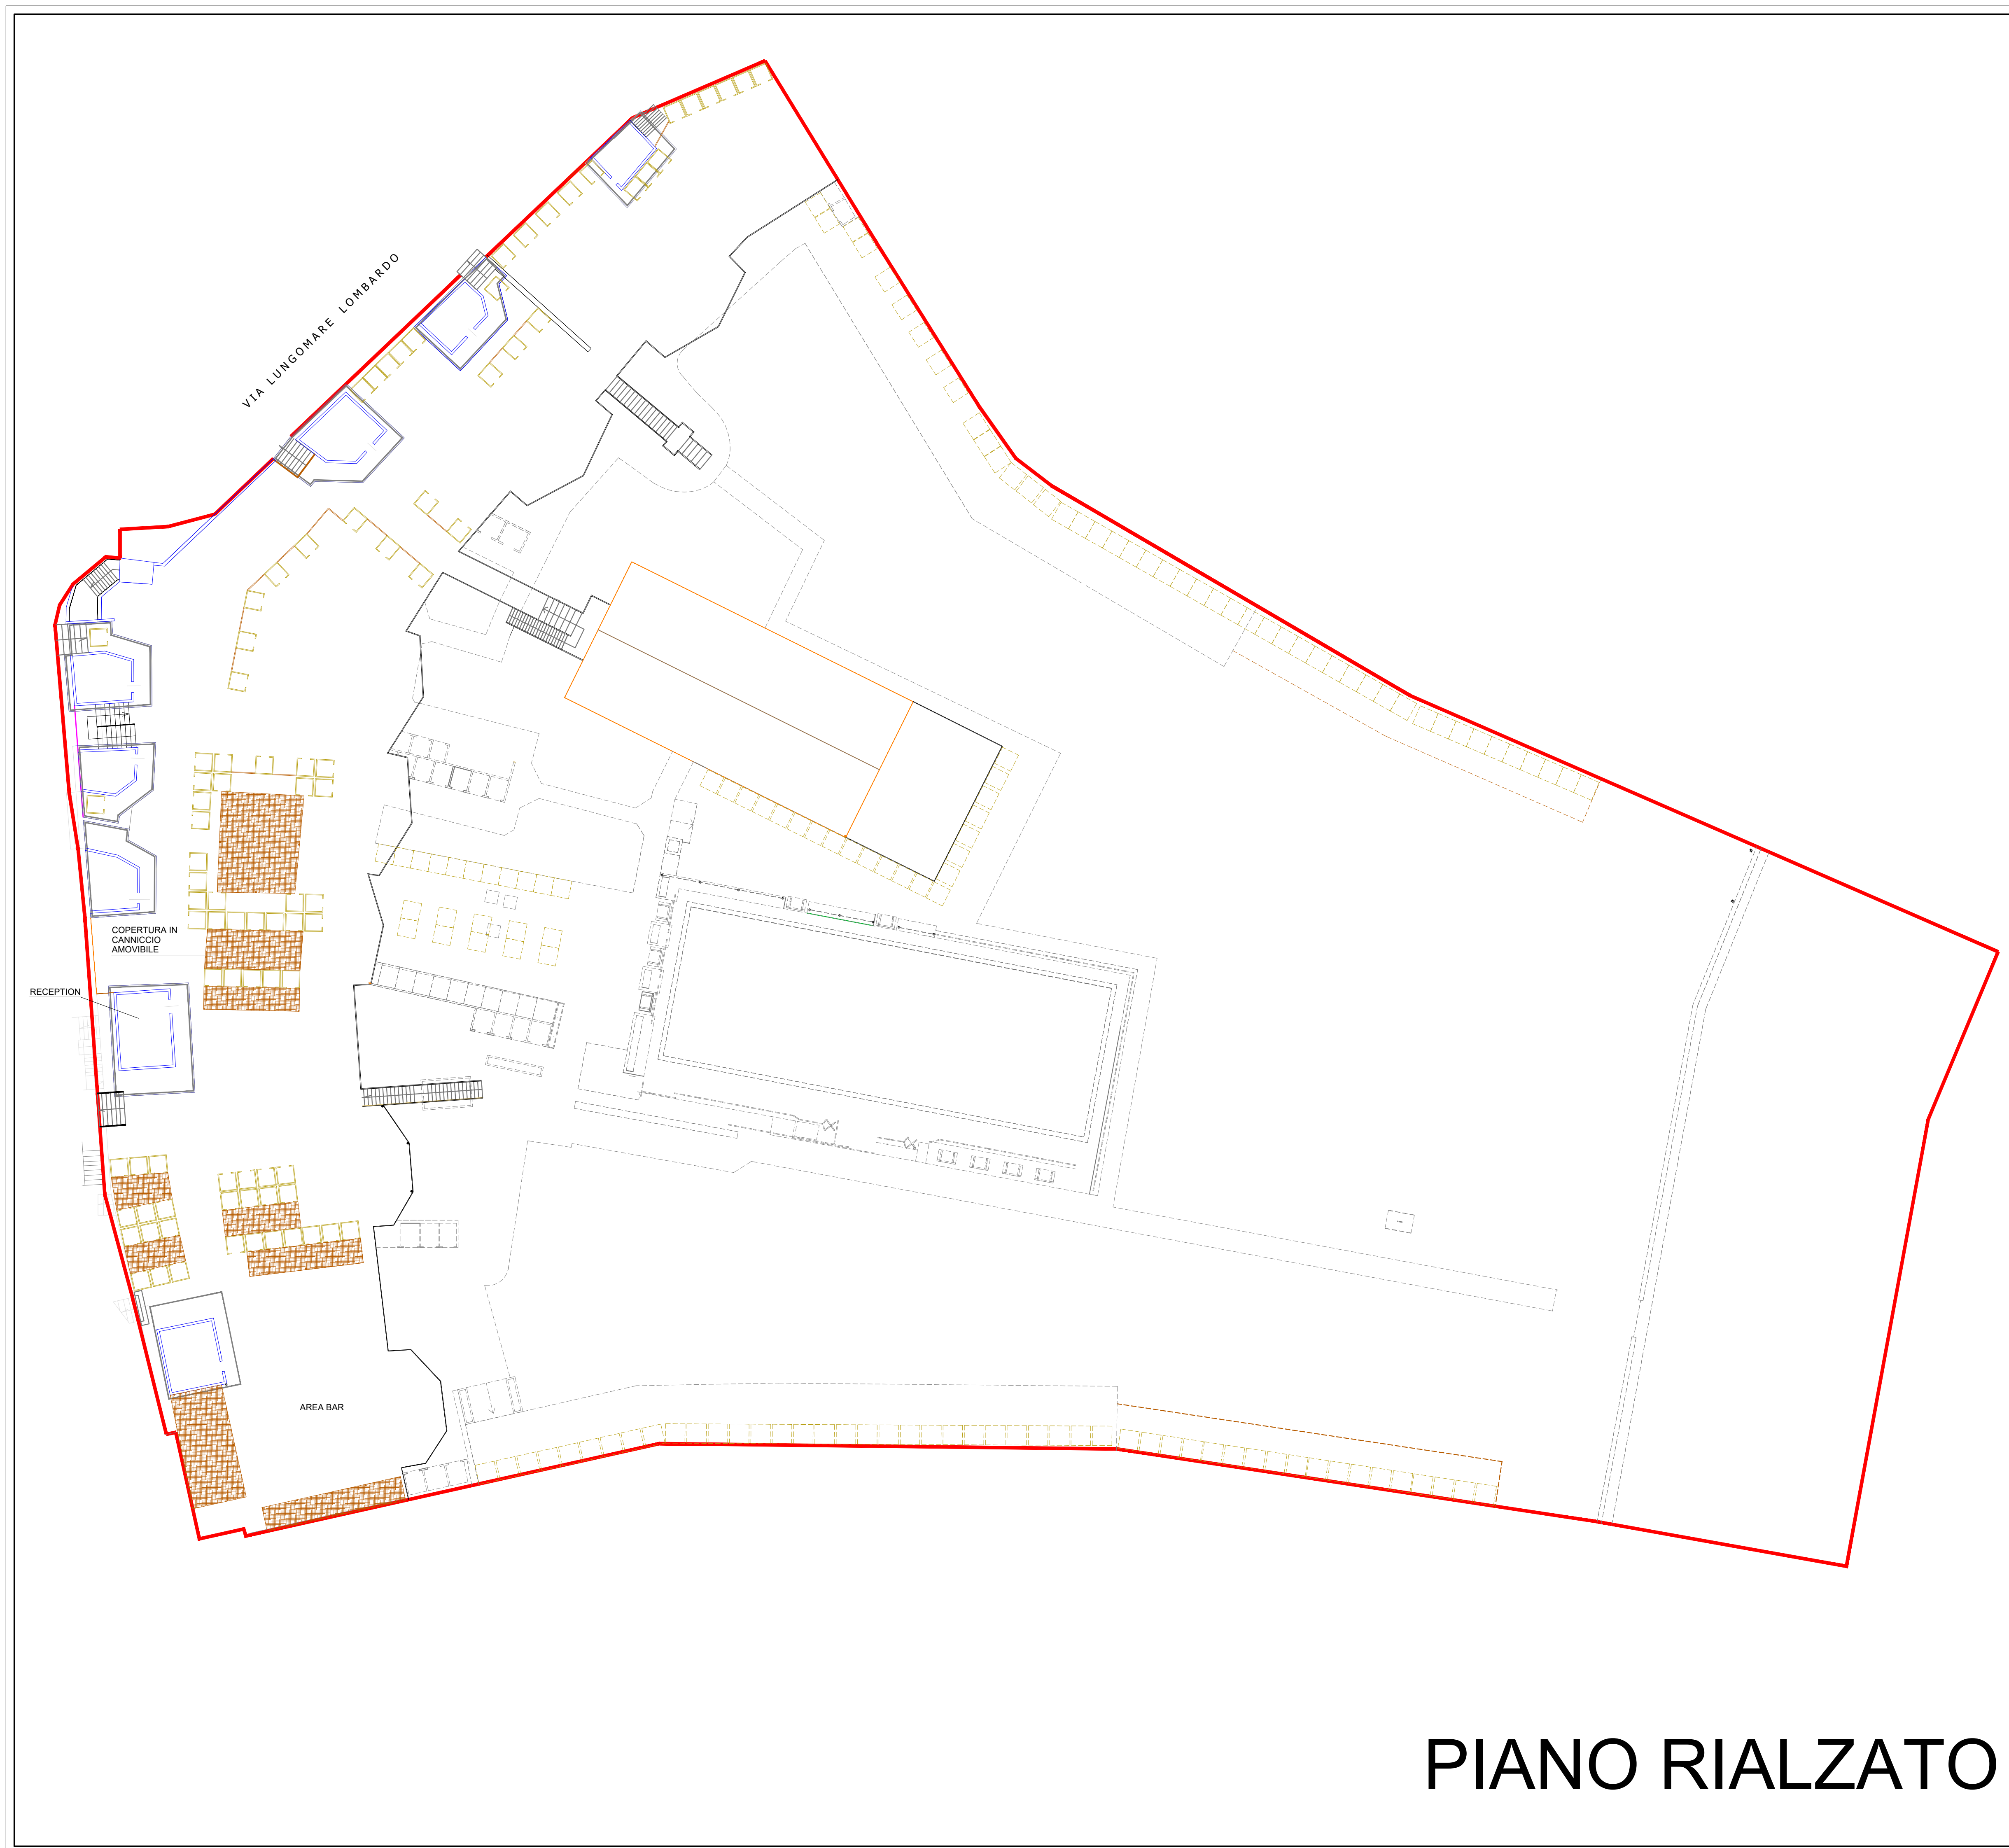 VIA LUNGOMARE LOMBARDO
COPERTURA IN
CANNICCIO
AMOVIBILE
RECEPTION
AREA BAR
PIANO RIALZATO